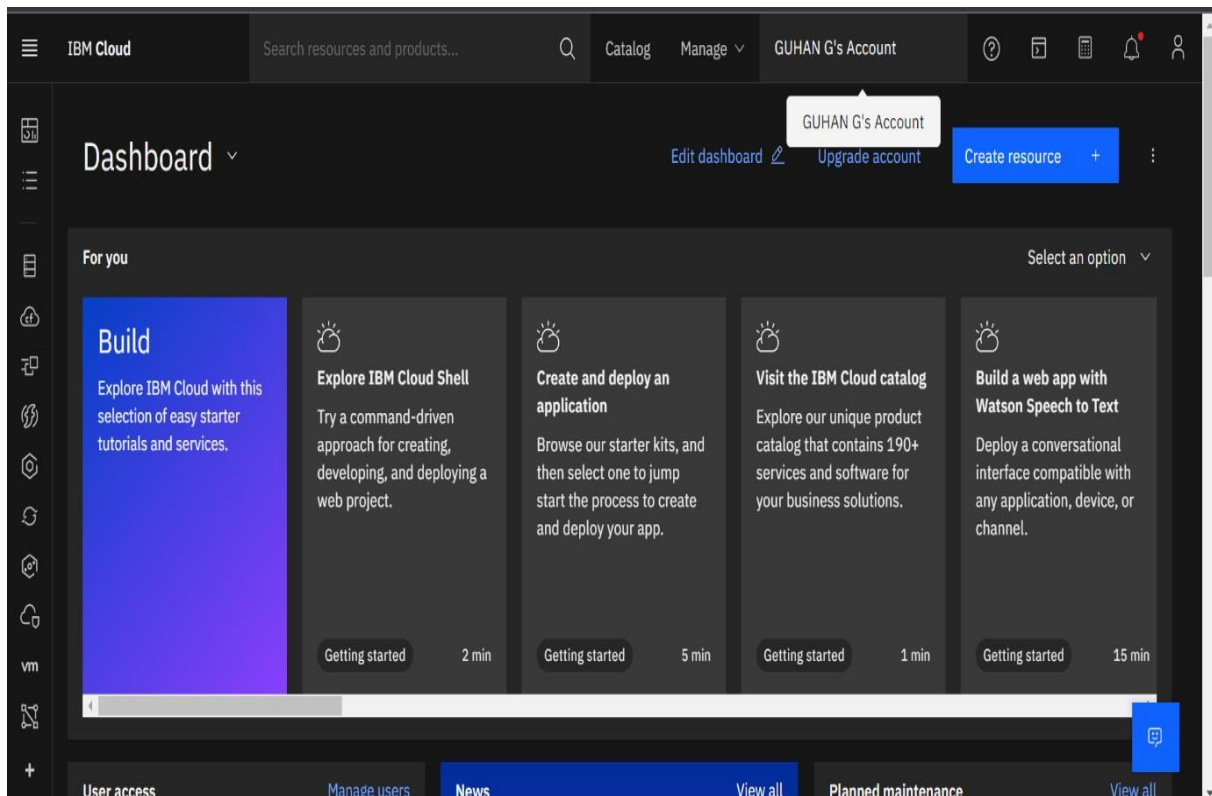 IBM Cloud
Search resources and products...
Catalog
Manage
GUHAN G's Account
GUHAN G's Account
Dashboard
Edit dashboard
Upgrade account
Create resource +
For you
Select an option
Build
Explore IBM Cloud with this
selection of easy starter
tutorials and services.
Explore IBM Cloud Shell
Try a command-driven
approach for creating,
developing, and deploying a
web project.
Getting started
2 min
Create and deploy an
application
Browse our starter kits, and
then select one to jump
start the process to create
and deploy your app.
Getting started
5 min
Visit the IBM Cloud catalog
Explore our unique product
catalog that contains 190+
services and software for
your business solutions.
Getting started
1 min
Build a web app with
Watson Speech to Text
Deploy a conversational
interface compatible with
any application, device, or
channel.
Getting started
15 min
cf
vm
User access
Manage users
News
View all
Planned maintenance
View all